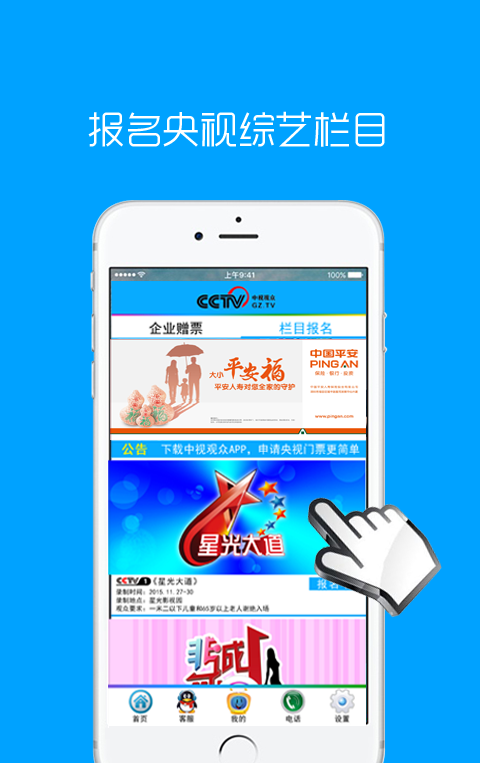 报名央视综艺栏目
上午9:41
100%
CCTV 中视观众
GZ TV
企业赠票
栏目报名
大小平安福
平安人寿对您全家的守护
中国平安
PING AN
保险·银行·投资
www.pingan.com
公告 下载中视观众APP，申请央视门票更简单
星光大道
CCTV 1 《星光大道》
报名
录制时间：2015.11.27-30
录制地点：星光影视园
观众要求：一米二以下儿童和65岁以上老人谢绝入场
非诚
首页
客服
我的
电话
设置